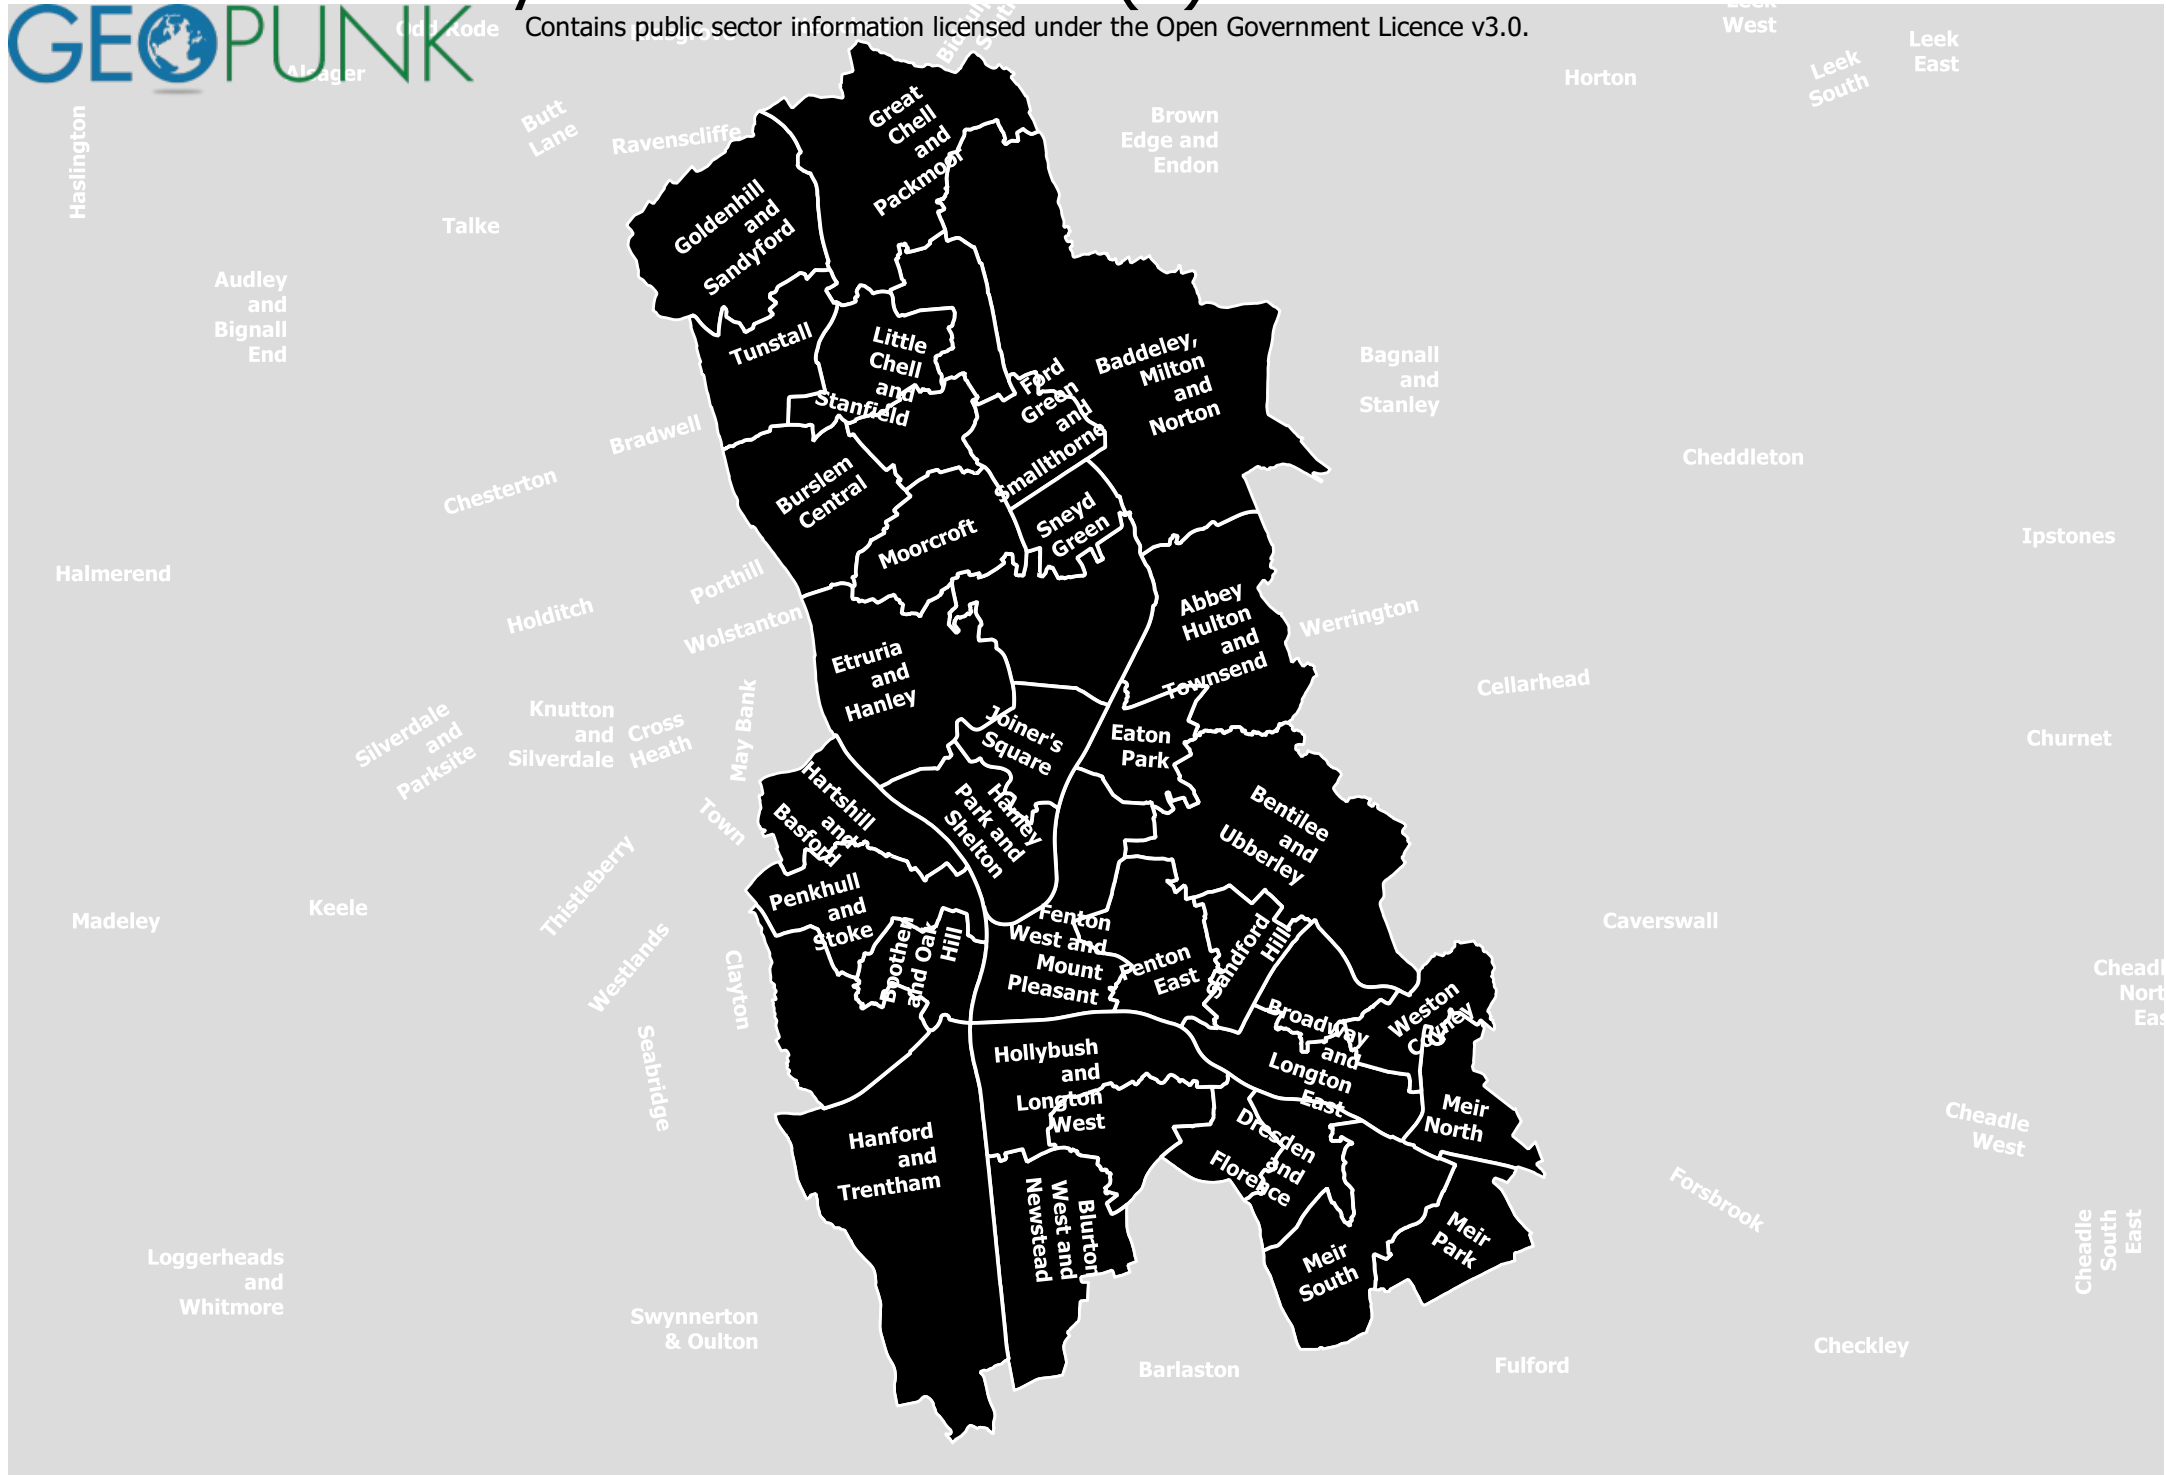 GEOPUNK
Contains public sector information licensed under the Open Government Licence v3.0.
Odd Rode
Alsager
Haslington
Butt
Lane
Ravenscliffe
Talke
Audley
and
Bignall
End
Leek
West
Leek
East
Leek
South
Horton
Brown
Edge and
Endon
Great
Chell
and
Packmoor
Goldenhill
and
Sandyford
Tunstall
Little
Chell
and
Stanfield
Ford
Green
and
Smallthorne
Baddeley,
Milton
and
Norton
Bagnall
and
Stanley
Cheddleton
Bradwell
Chesterton
Burslem
Central
Moorcroft
Sneyd
Green
Ipstones
Halmerend
Porthill
Holditch
Wolstanton
Abbey
Hulton
and
Townsend
Werrington
Etruria
and
Hanley
Cellarhead
Silverdale
and
Parksite
Knutton
and
Silverdale
Cross
Heath
May Bank
Joiner's
Square
Eaton
Park
Churnet
Town
Hartshill
and
Basford
Hanley
Park and
Shelton
Bentilee
and
Ubberley
Thistleberry
Madeley
Keele
Penkhull
and
Stoke
Boothen
and Oak
Hill
Fenton
West and
Mount
Pleasant
Fenton
East
Sandford
Hill
Caverswall
Westlands
Clayton
Weston
Coyney
Broadway
and
Longton
East
Seabridge
Hollybush
and
Longton
West
Meir
North
Dresden
and
Florence
Hanford
and
Trentham
Blurton
West and
Newstead
Meir
South
Meir
Park
Forsbrook
Cheadle
West
Cheadle
South
East
Loggerheads
and
Whitmore
Swynnerton
& Oulton
Barlaston
Fulford
Checkley